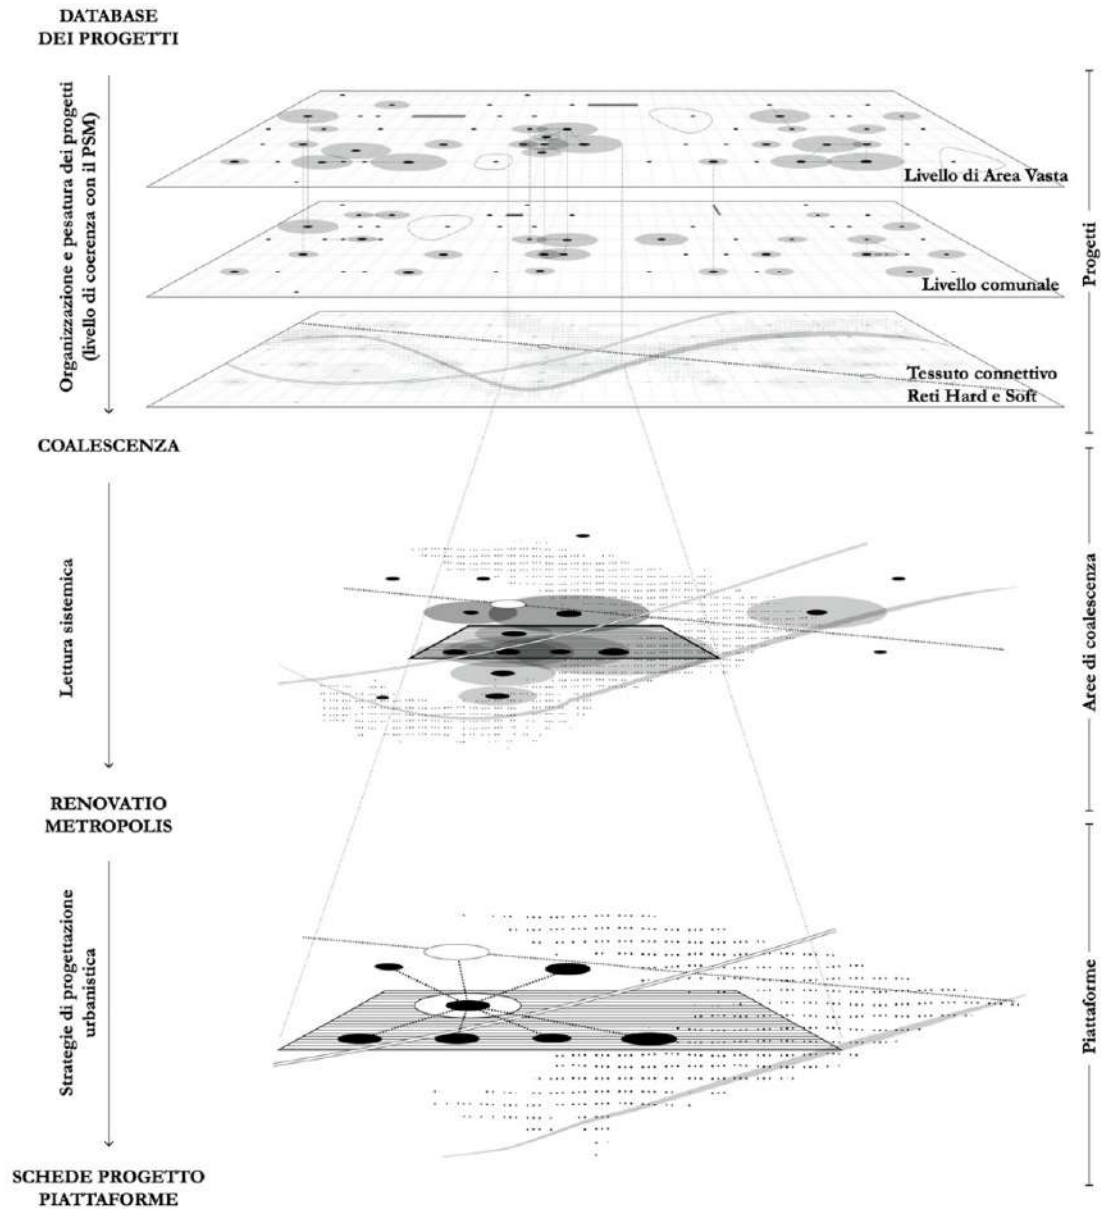 DATABASE
DEI PROGETTI
Organizzazione e pesatura dei progetti
(livello di coerenza con il PSM)
Livello di Area Vasta
Livello comunale
Tessuto connettivo
Reti Hard e Soft
Progetti
COALESCENZA
Lettura sistemica
Aree di coalescenza
RENOVATIO
METROPOLIS
Strategie di progettazione
urbanistica
Piattaforme
SCHEDE PROGETTO
PIATTAFORME